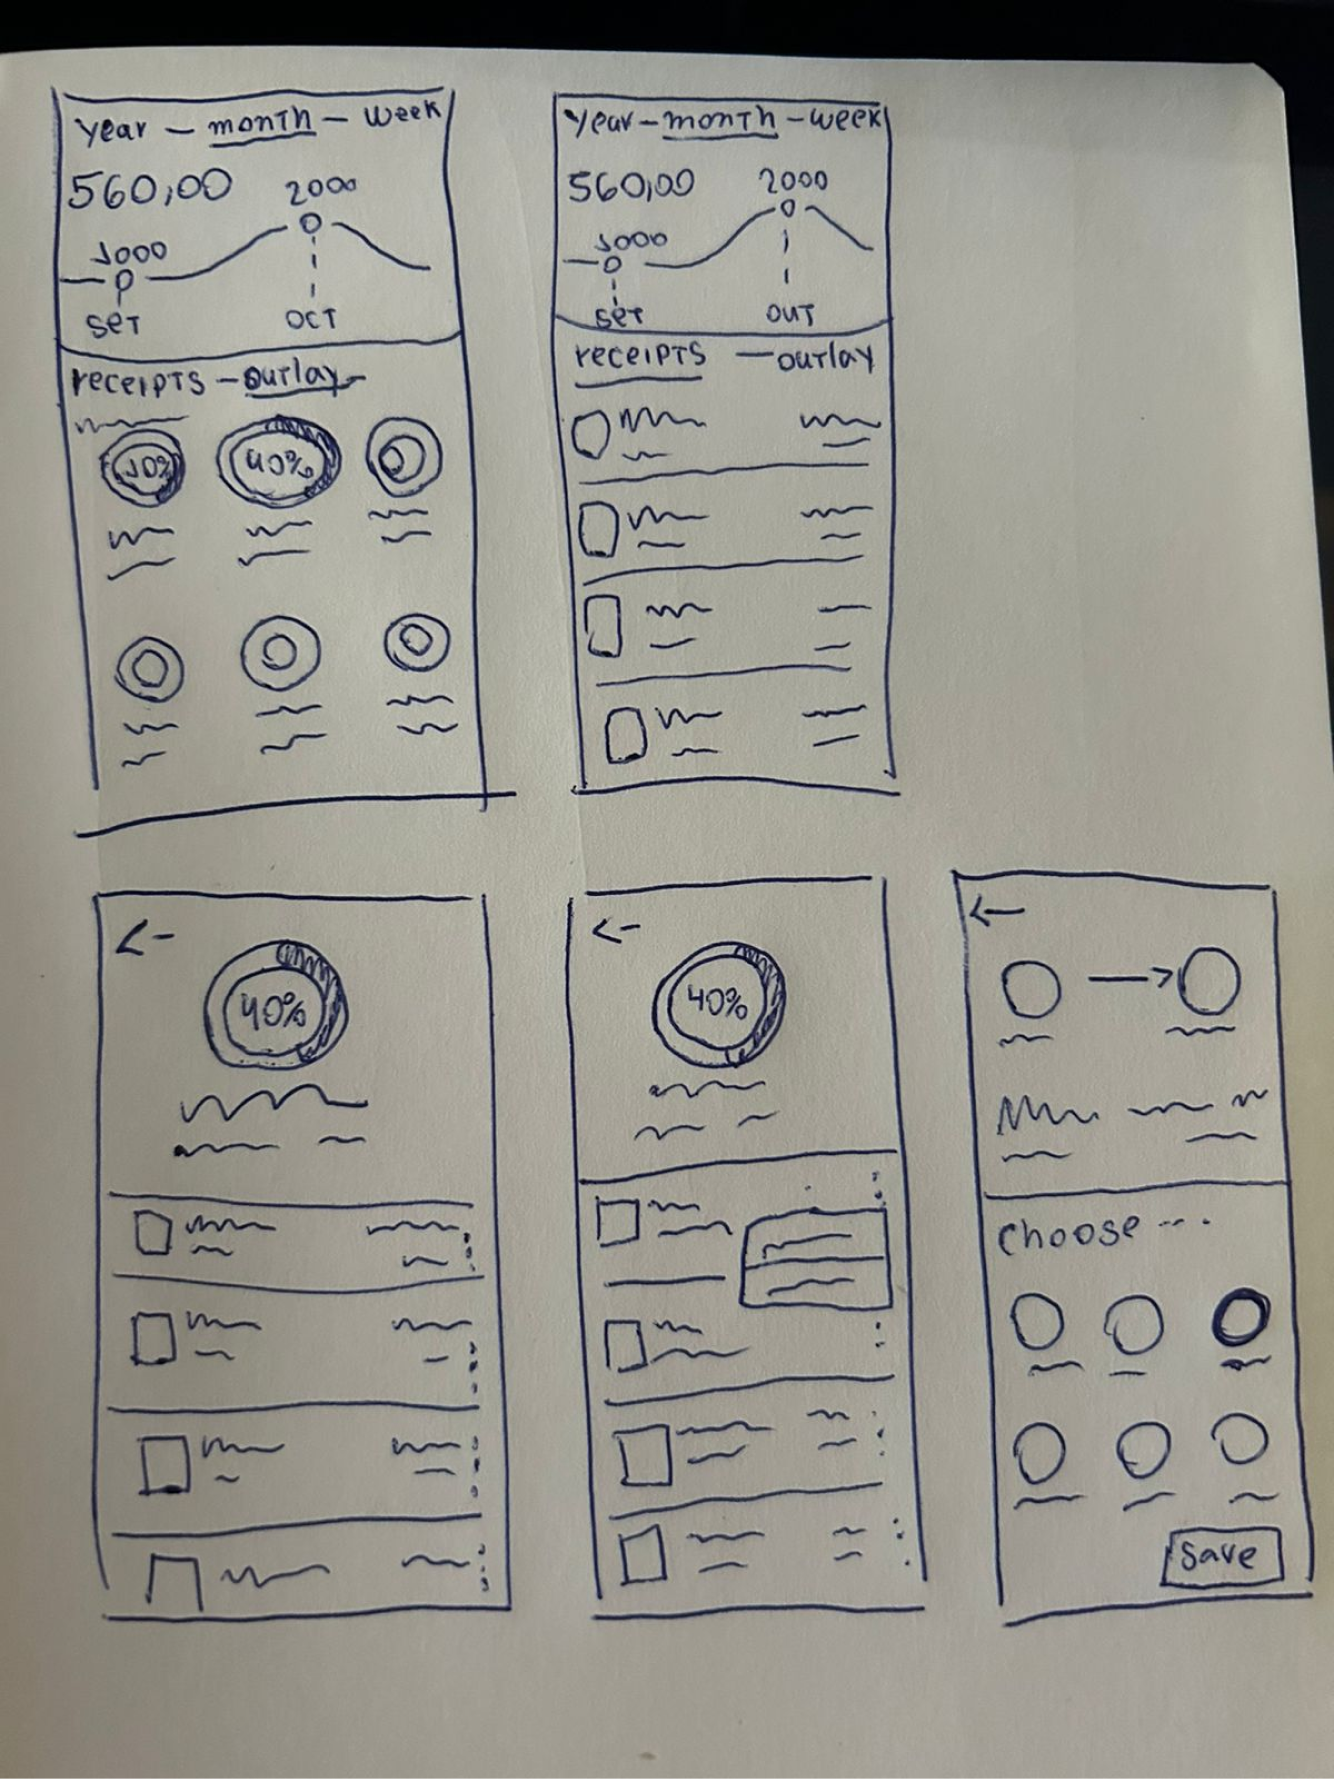 year - month - week
560,00
2000
1000
SeT
OCT
receipts - outlay
10%
40%
year - month - week
560,00
2000
1000
SeT
OUT
receipts - outlay
←
40%
←
40%
←
choose ...
Save